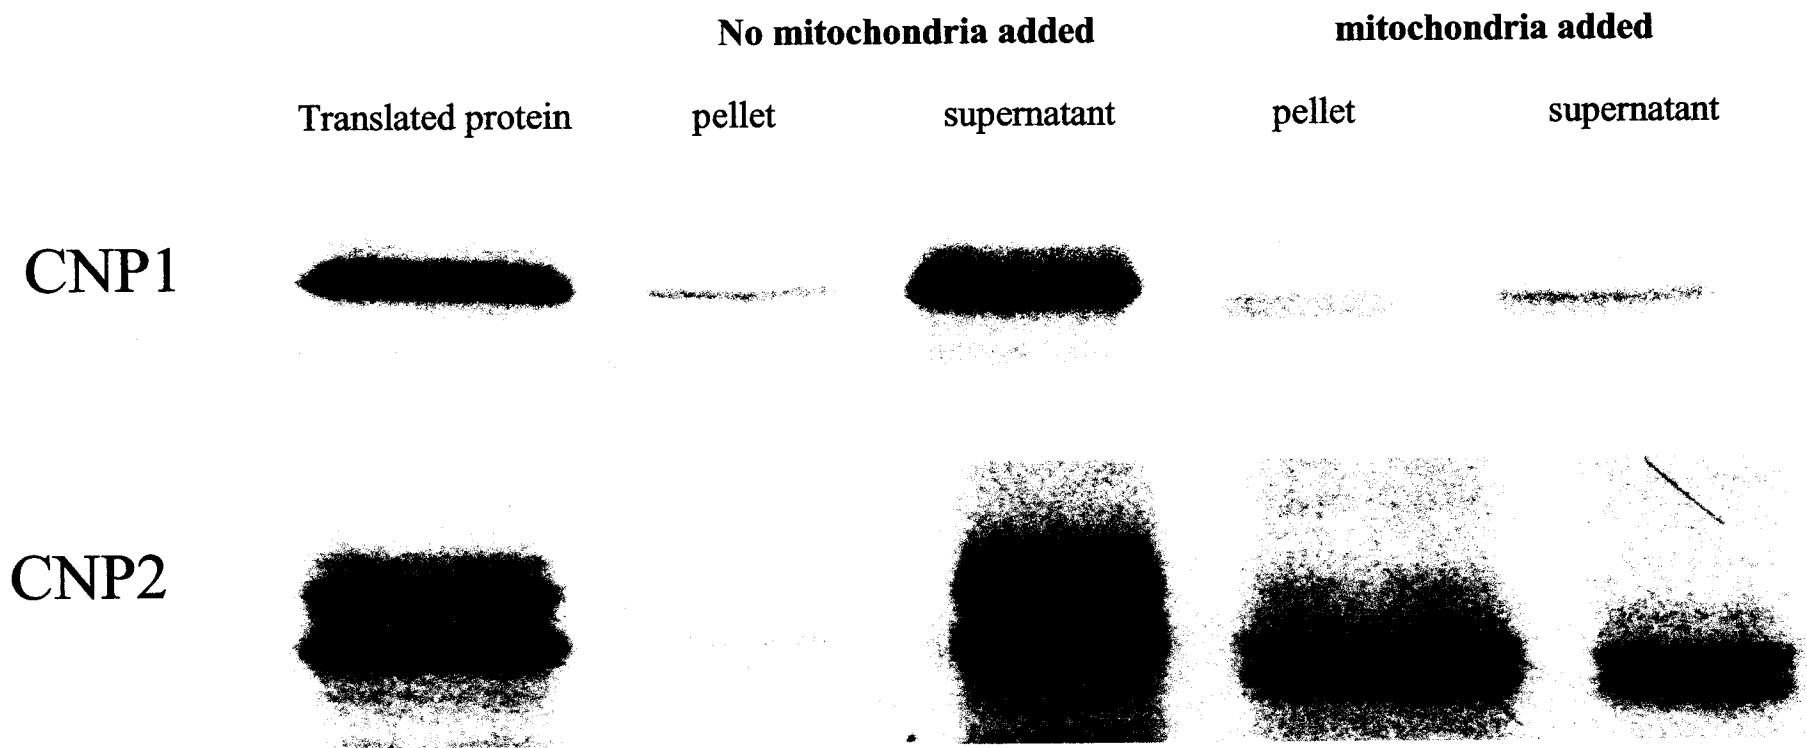 No mitochondria added mitochondria added
Translated protein pellet supernatant pellet supernatant
CNP1
CNP2